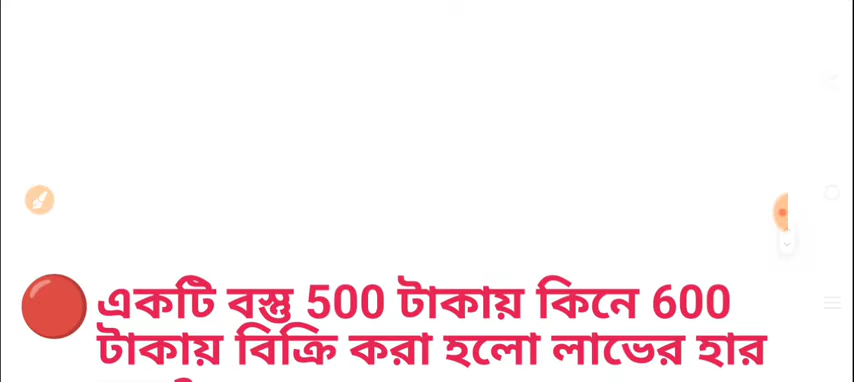 একটি বস্তু 500 টাকায় কিনে 600
টাকায় বিক্রি করা হলো লাভের হার